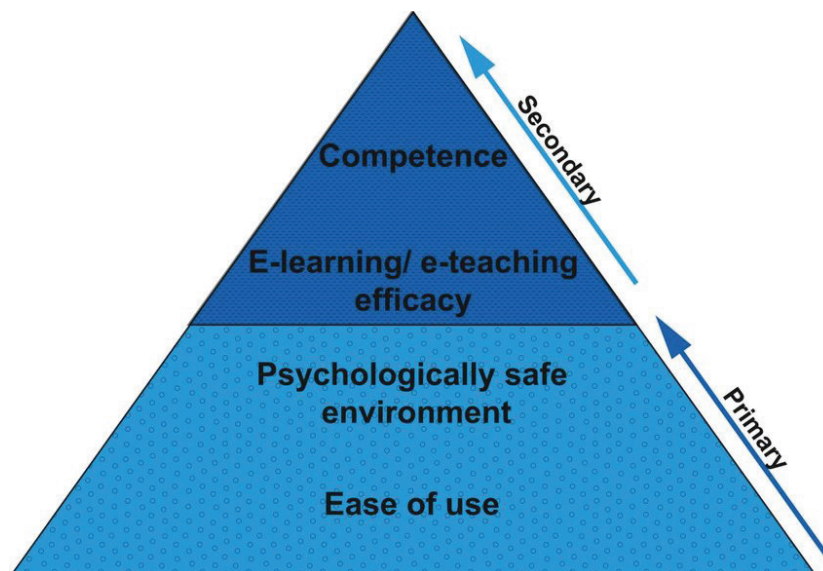 Secondary
Competence
E-learning/ e-teaching
efficacy
Psychologically safe
environment
Primary
Ease of use